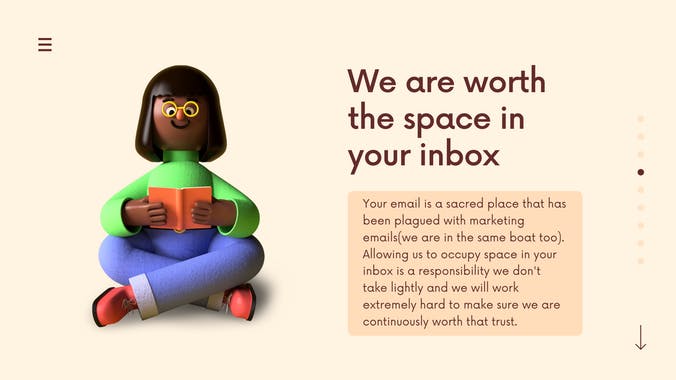 We are worth
the space in
your inbox
Your email is a sacred place that has
been plagued with marketing
emails(we are in the same boat too).
Allowing us to occupy space in your
inbox is a responsibility we don't
take lightly and we will work
extremely hard to make sure we are
continuously worth that trust.